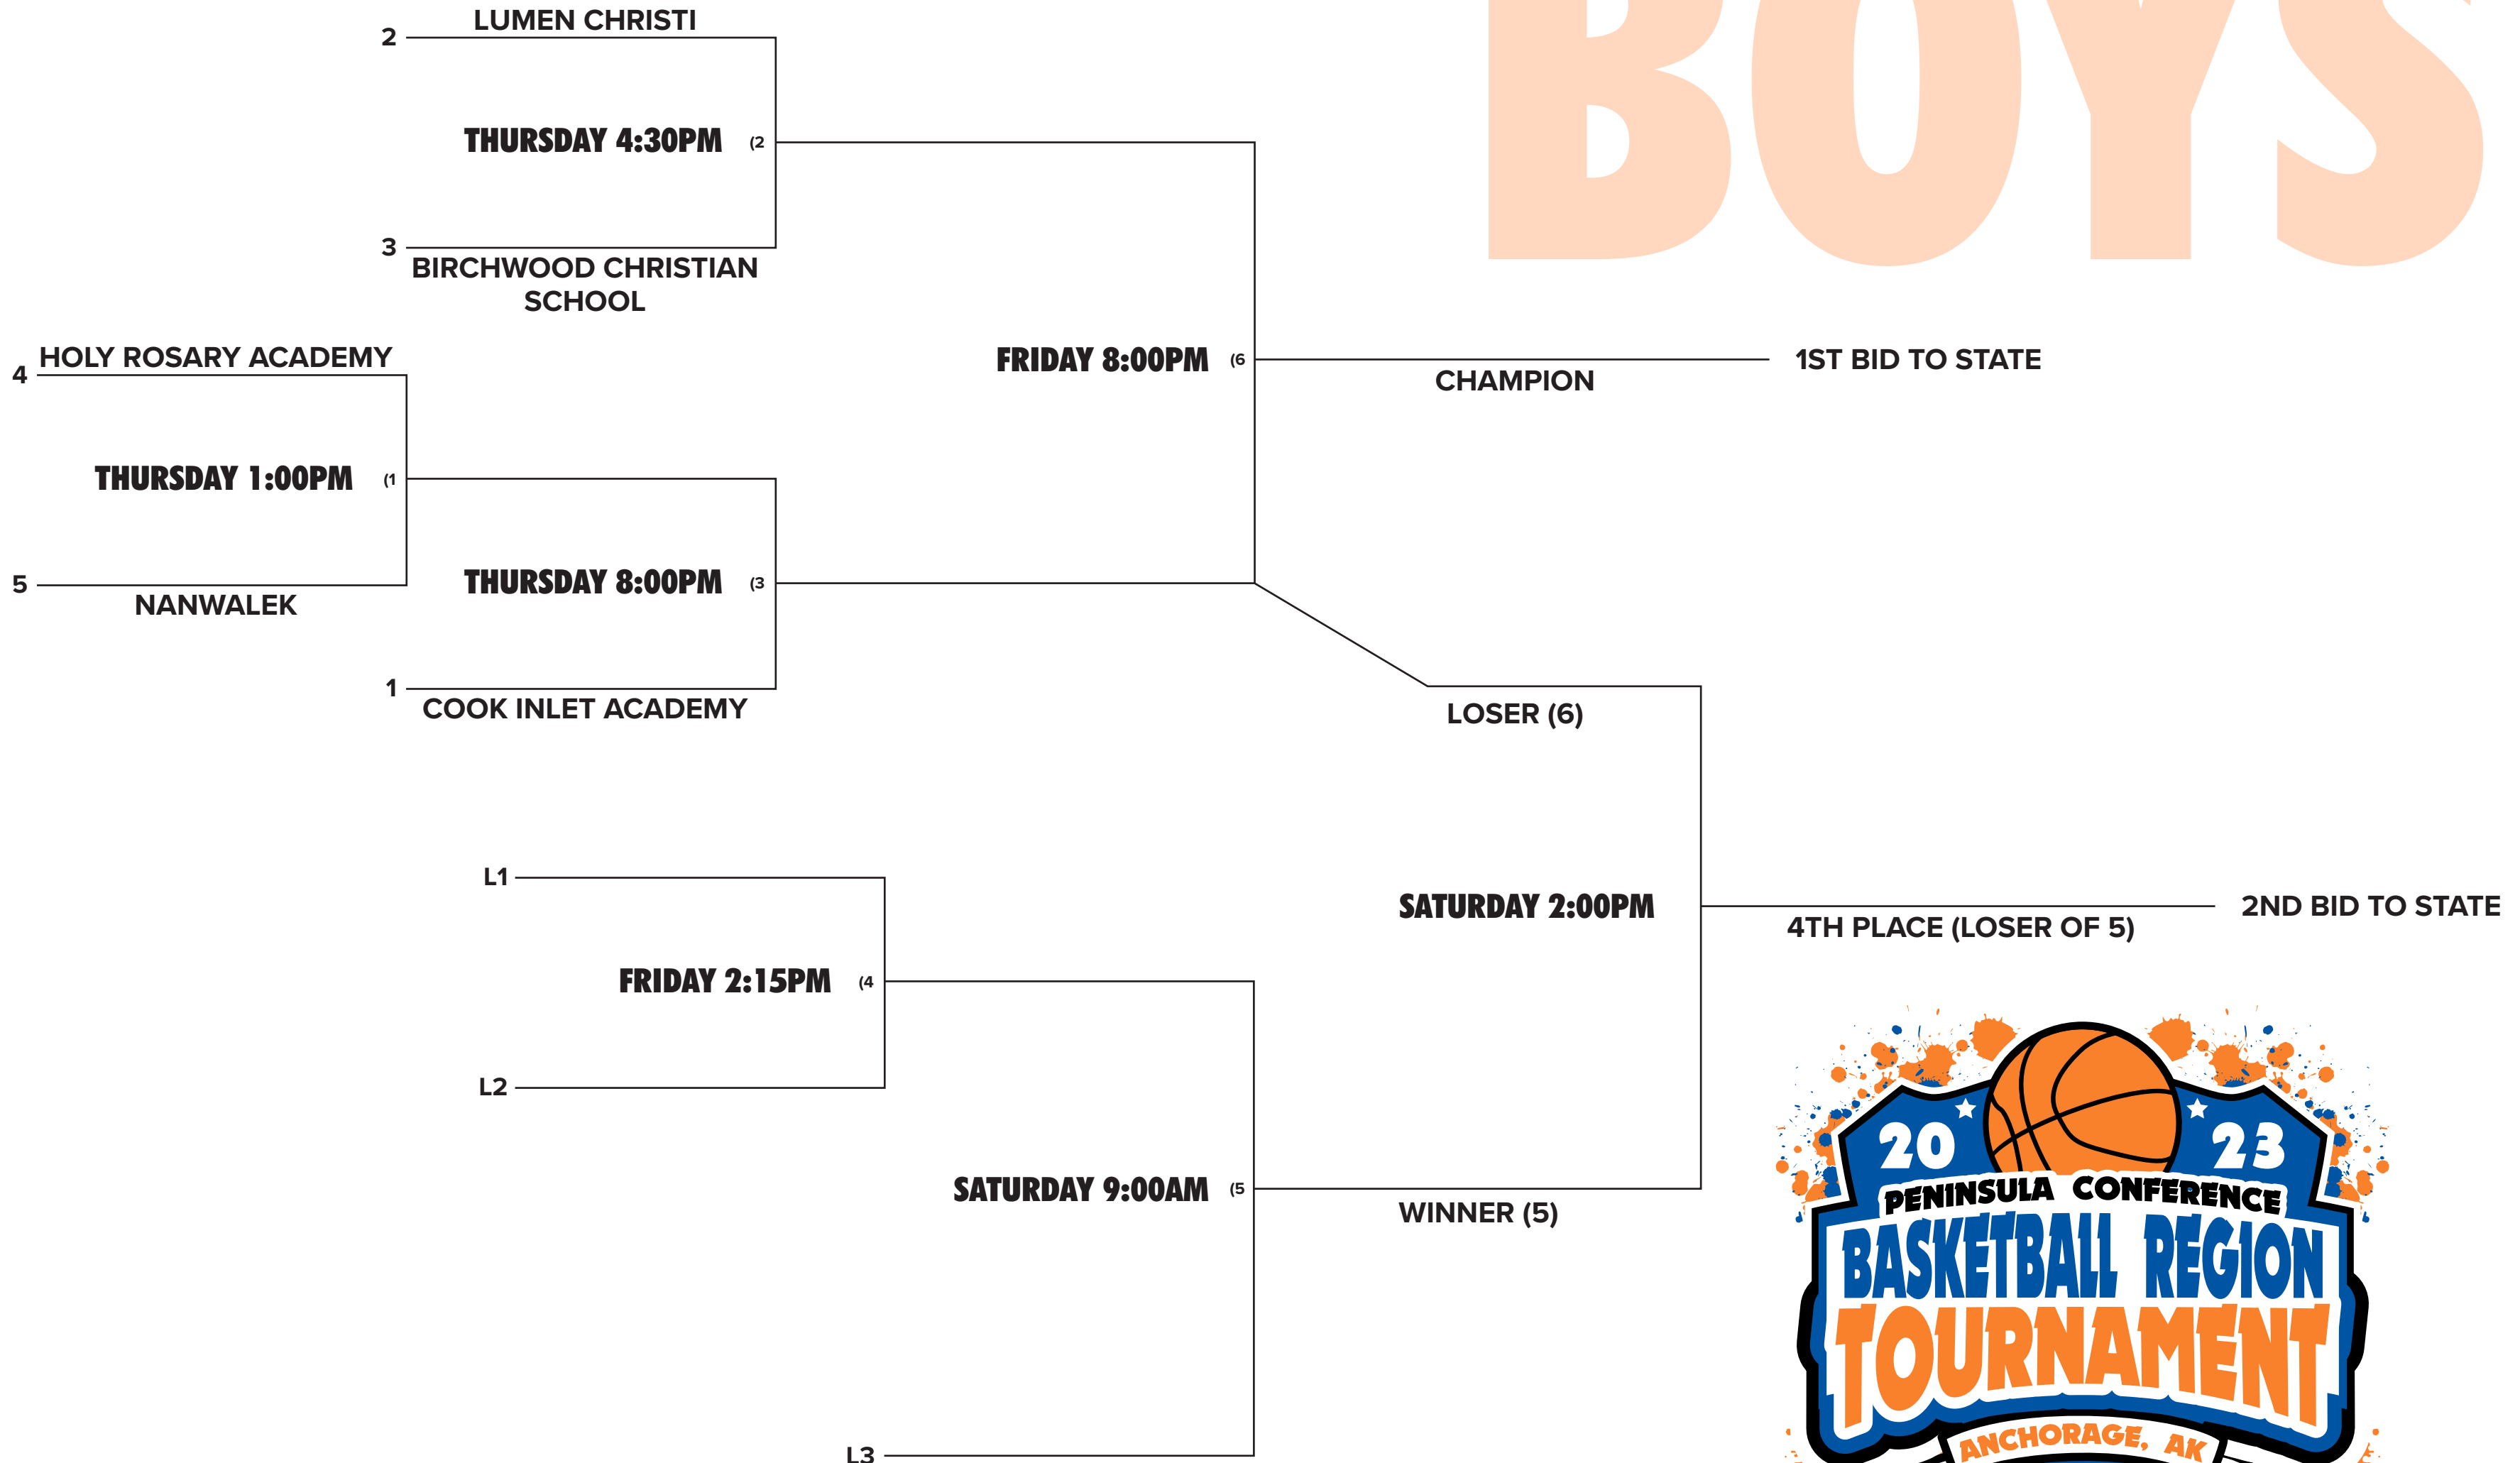 BOYS
LUMEN CHRISTI
2
THURSDAY 4:30PM (2
3
BIRCHWOOD CHRISTIAN
SCHOOL
HOLY ROSARY ACADEMY
4
THURSDAY 1:00PM (1
5
NANWALEK
THURSDAY 8:00PM (3
1
COOK INLET ACADEMY
FRIDAY 8:00PM (6
CHAMPION
1ST BID TO STATE
LOSER (6)
L1
FRIDAY 2:15PM (4
L2
SATURDAY 9:00AM (5
L3
WINNER (5)
SATURDAY 2:00PM
4TH PLACE (LOSER OF 5)
2ND BID TO STATE
20 23
PENINSULA CONFERENCE
BASKETBALL REGION
TOURNAMENT
ANCHORAGE, AK